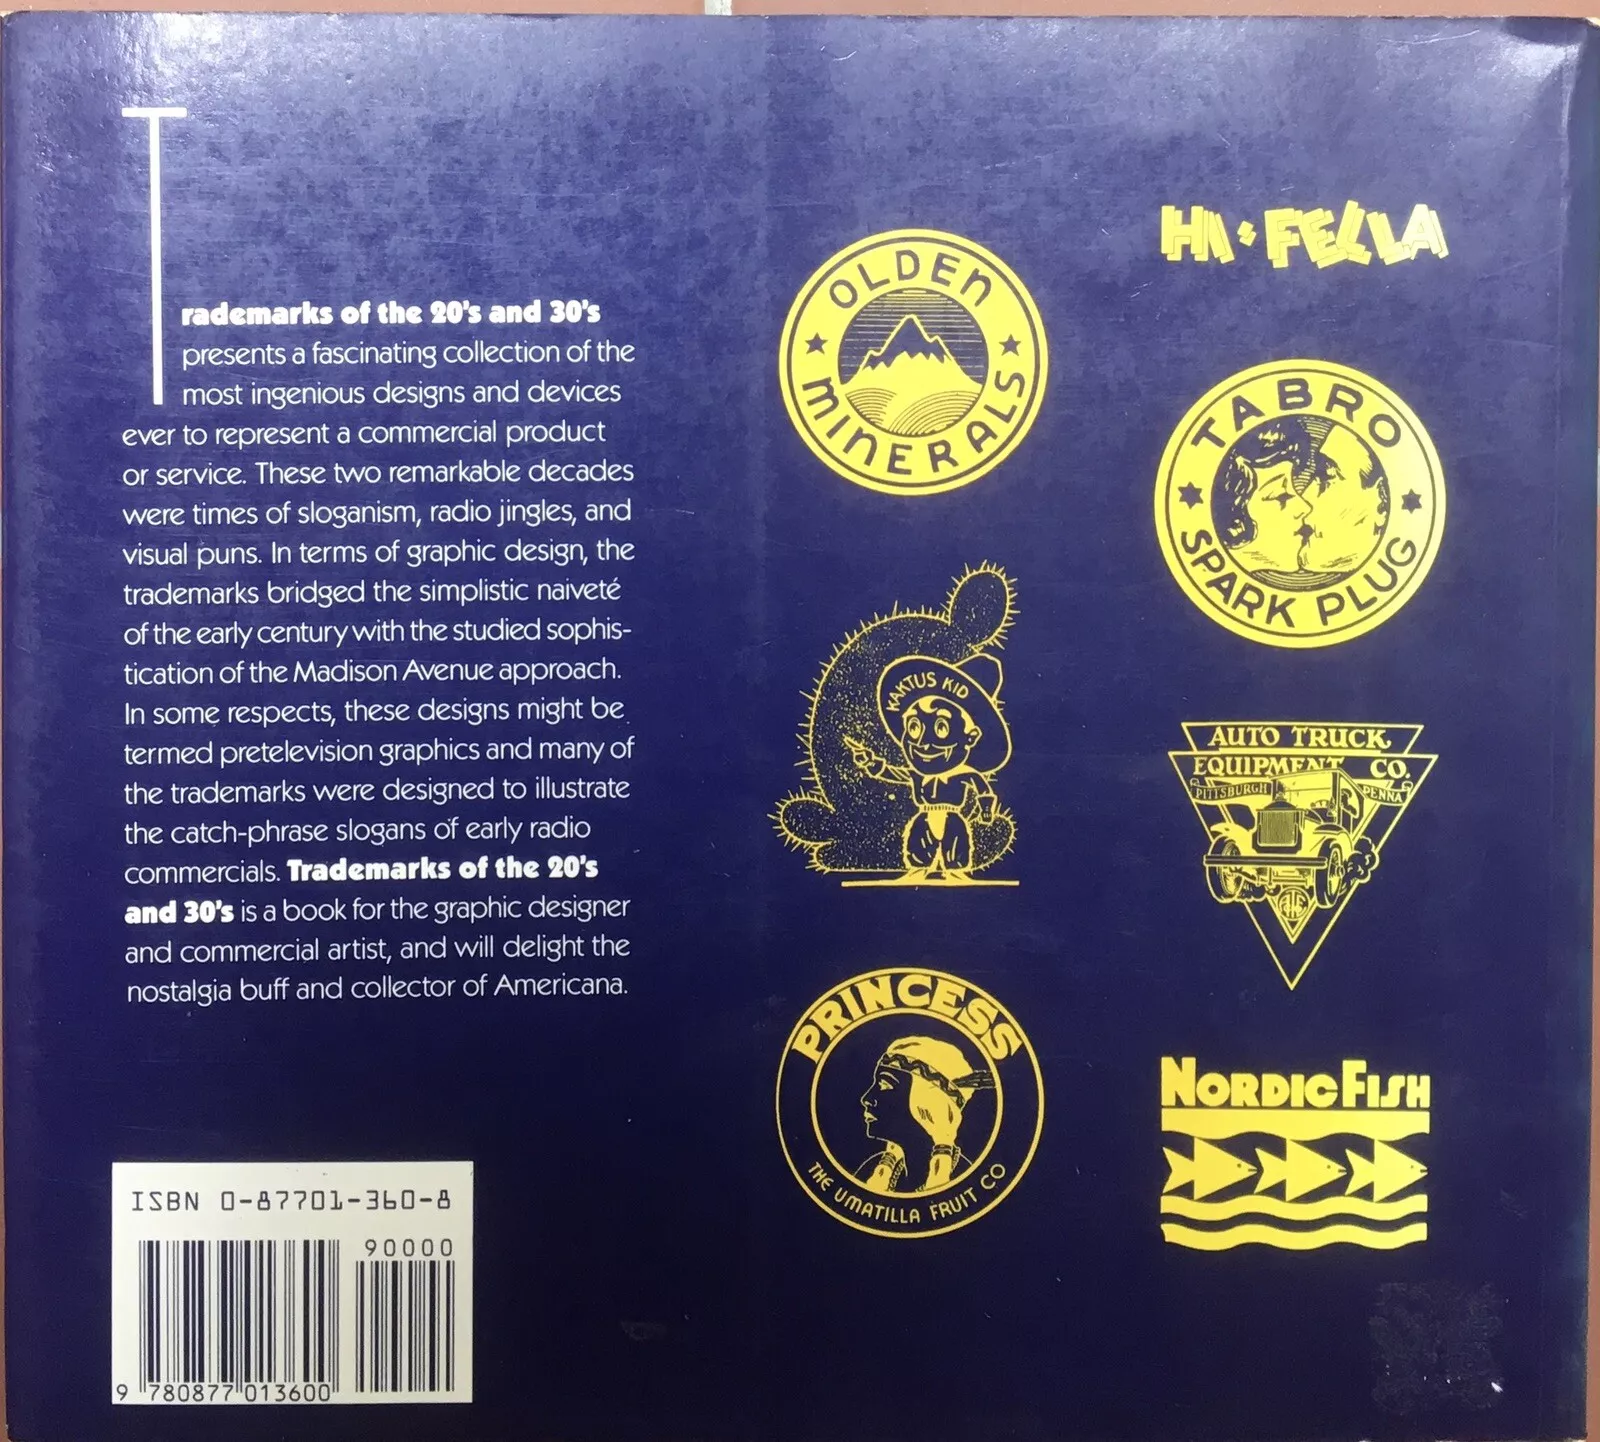 Trademarks of the 20's and 30's
presents a fascinating collection of the
most ingenious designs and devices
ever to represent a commercial product
or service. These two remarkable decades
were times of sloganism, radio jingles, and
visual puns. In terms of graphic design, the
trademarks bridged the simplistic naiveté
of the early century with the studied sophis-
tication of the Madison Avenue approach.
In some respects, these designs might be
termed pretelevision graphics and many of
the trademarks were designed to illustrate
the catch-phrase slogans of early radio
commercials. Trademarks of the 20's
and 30's is a book for the graphic designer
and commercial artist, and will delight the
nostalgia buff and collector of Americana.
ISBN 0-87701-360-8
90000
9 780877 013600
OLDEN
MINERALS
KAKTUS KID
PRINCESS
THE UMATILLA FRUIT CO
HI-FELLA
TABRO
SPARK PLUG
AUTO TRUCK
EQUIPMENT CO.
PITTSBURGH PENNA
NORDIC FISH